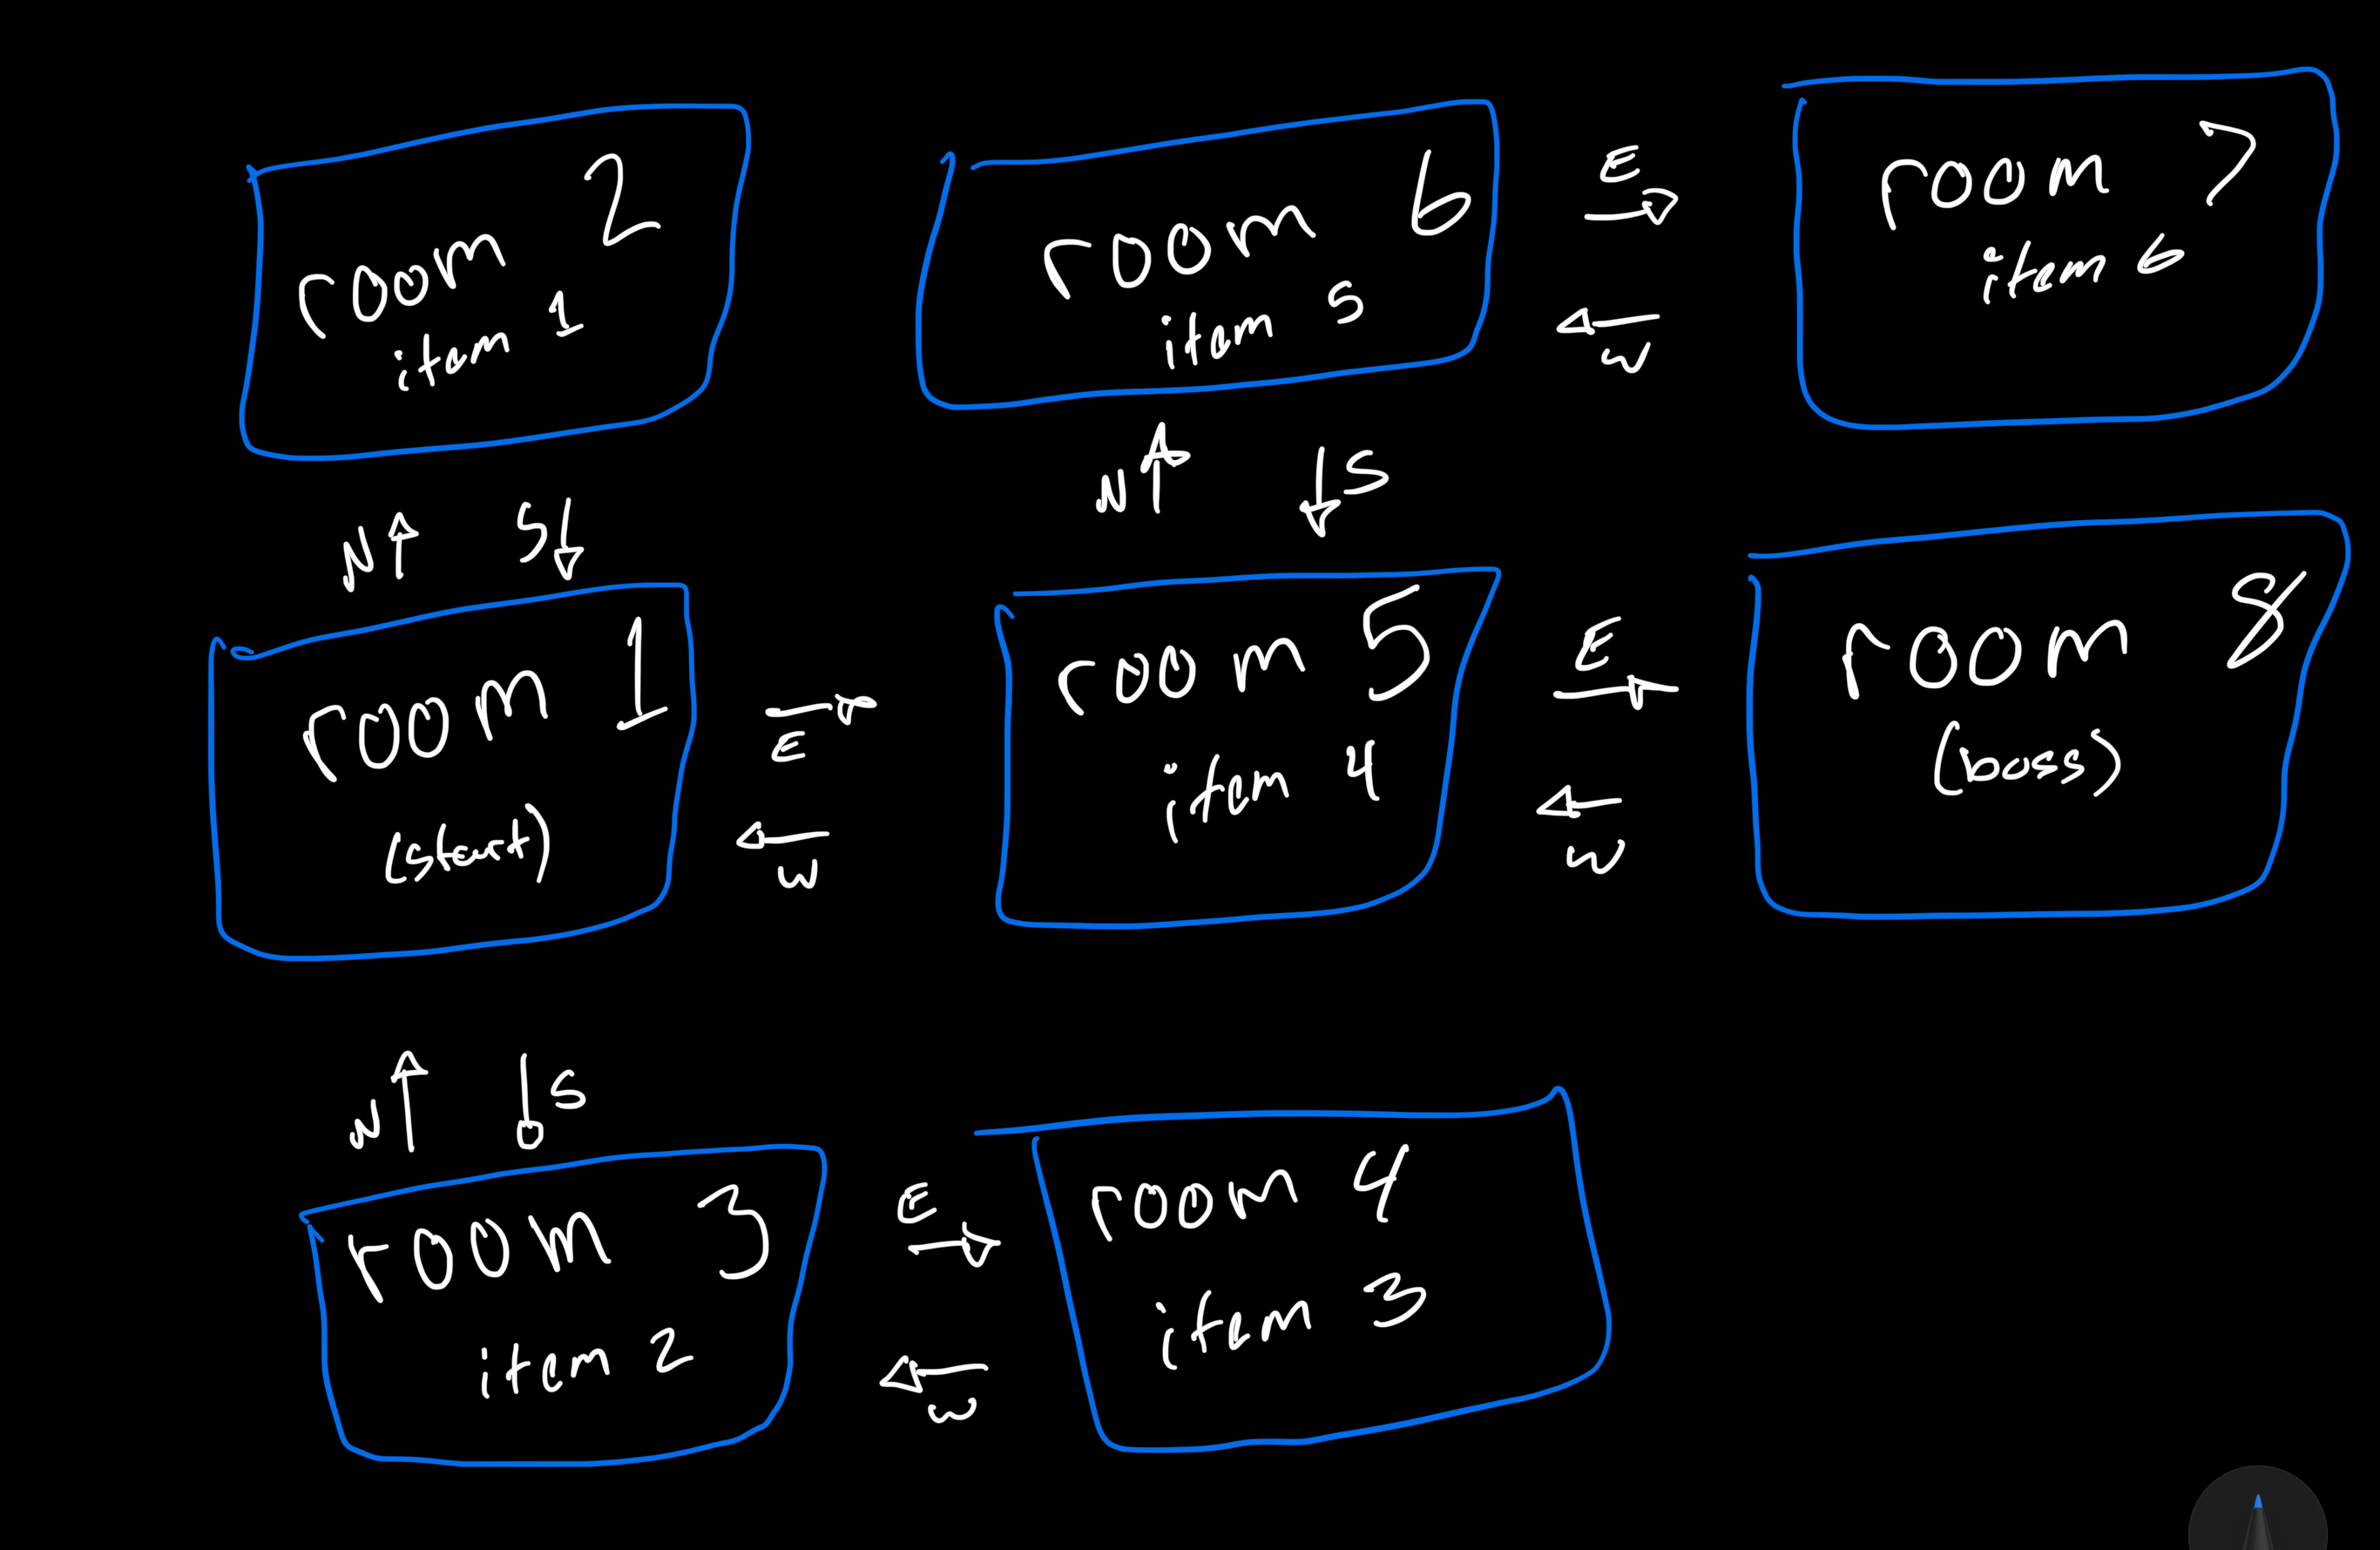 room 2
item 1
room 6
item 5
E
W
room 7
item 6
N
S
N
S
room 1
(start)
E
W
room 5
item 4
E
W
room 8
(boss)
N
S
room 3
item 2
E
W
room 4
item 3